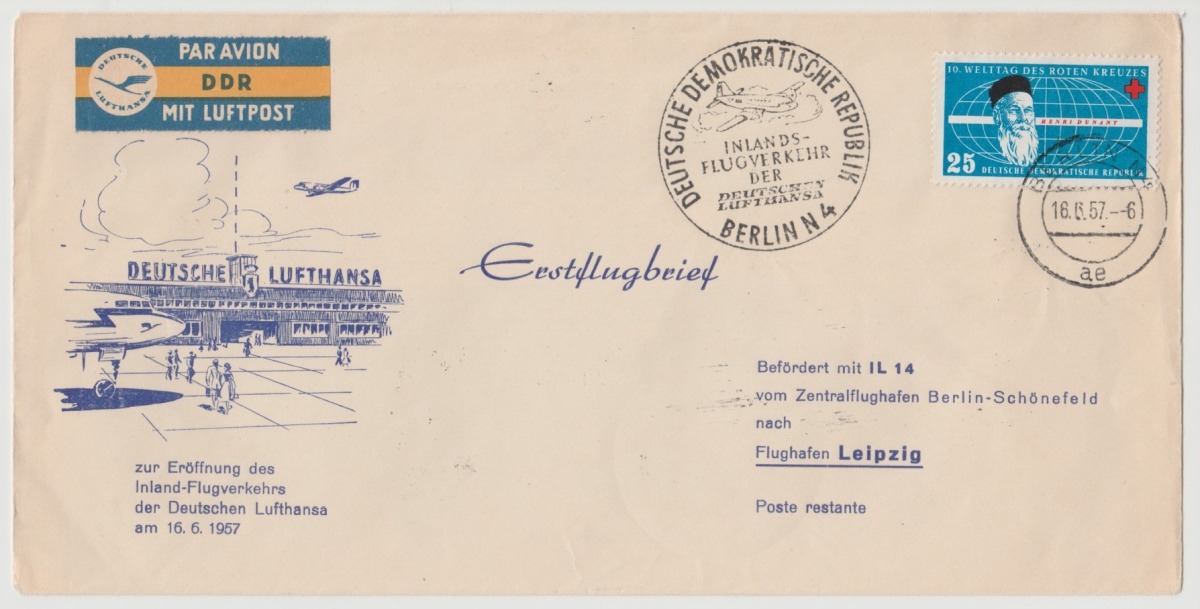 PAR AVION
DDR
MIT LUFTPOST
DEUTSCHE
LUFTHANSA
DEUTSCHE LUFTHANSA
zur Eröffnung des
Inland-Flugverkehrs
der Deutschen Lufthansa
am 16. 6. 1957
Erstflugbrief
DEUTSCHE DEMOKRATISCHE REPUBLIK
INLANDS-
FLUGVERKEHR
DER
DEUTSCHEN
LUFTHANSA
BERLIN N 4
10. WELTTAG DES ROTEN KREUZES
HENRI DUNANT
25 DEUTSCHE DEMOKRATISCHE REPUBLIK
16.6.57.--6
ae
Befördert mit IL 14
vom Zentralflughafen Berlin-Schönefeld
nach
Flughafen Leipzig
Poste restante